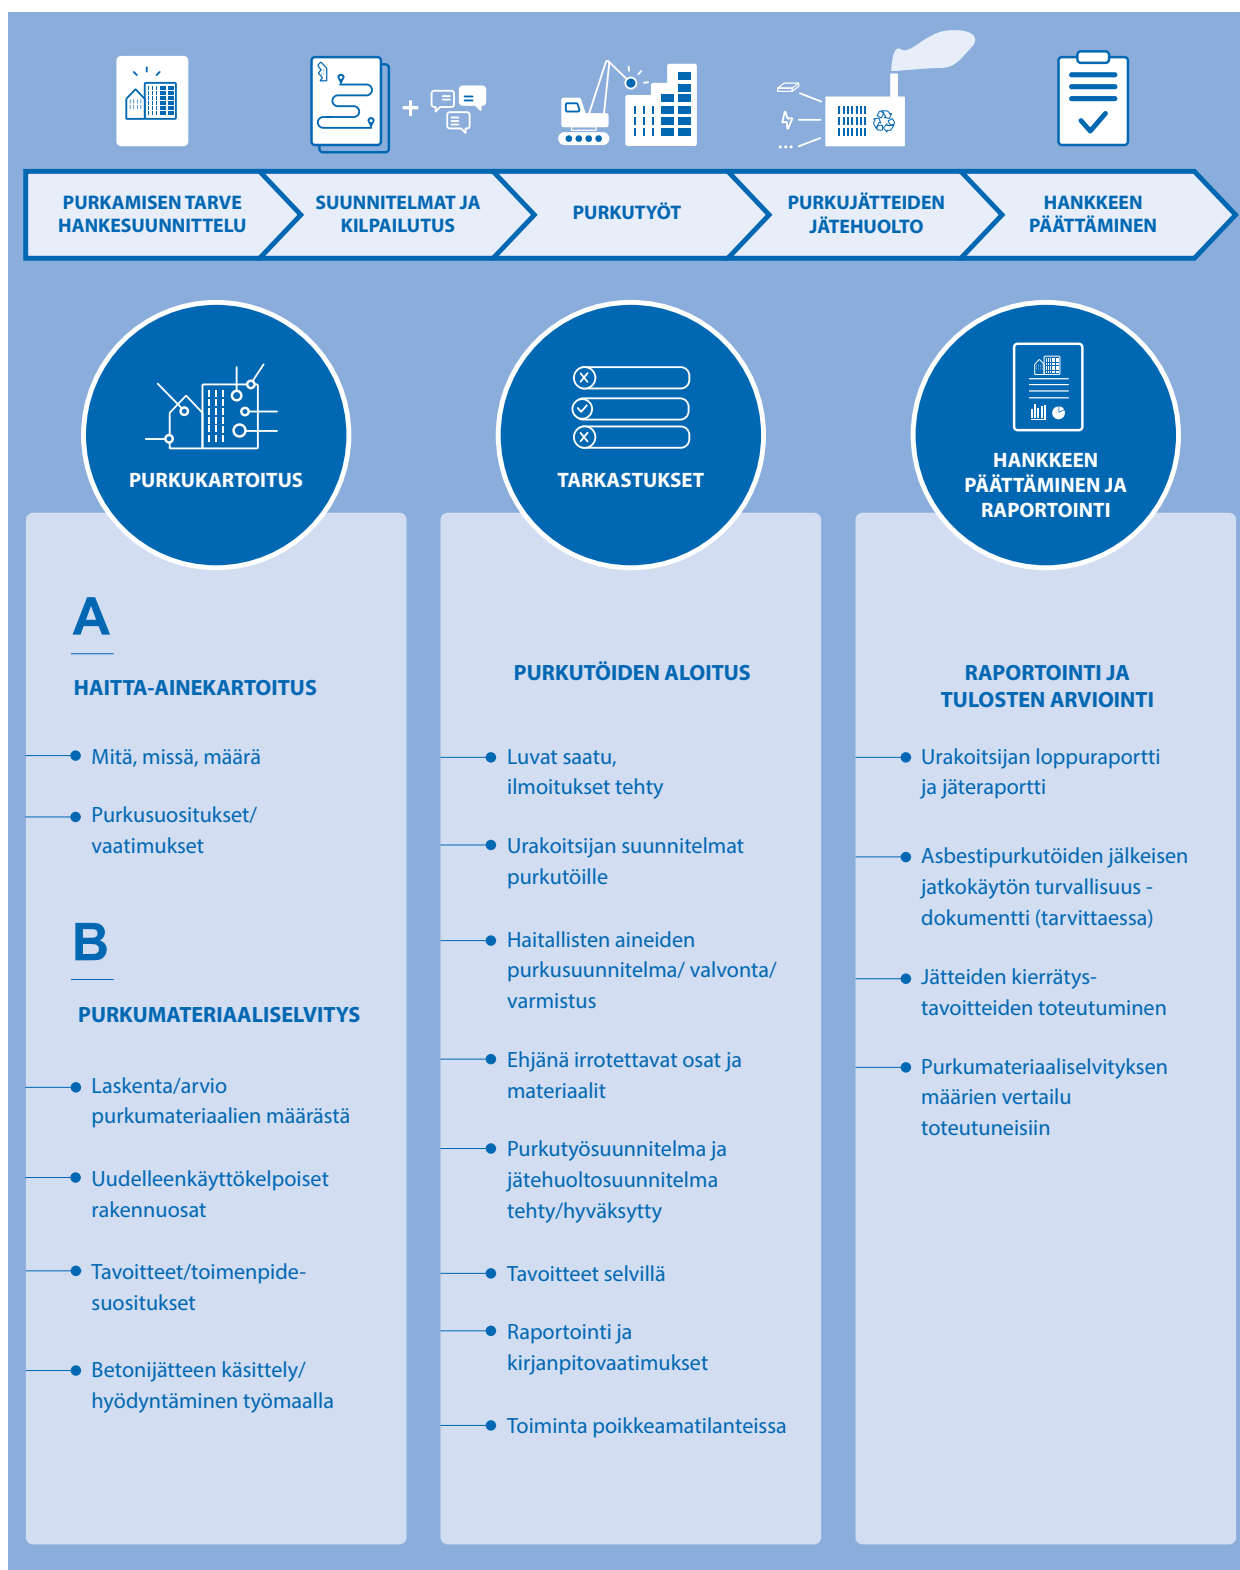 PURKAMISEN TARVE
HANKESUUNNITTELU
SUUNNITELMAT JA
KILPAILUTUS
PURKUTYÖT
PURKUJÄTTEIDEN
JÄTEHUOLTO
HANKKEEN
PÄÄTTÄMINEN
PURKUKARTOITUS
A
HAITTA-AINEKARTOITUS
Mitä, missä, määrä
Purkusuositukset/
vaatimukset
B
PURKUMATERIAALISELVITYS
Laskenta/arvio
purkumateriaalien määrästä
Uudelleenkäyttökelpoiset
rakennuosat
Tavoitteet/toimenpide-
suositukset
Betonijätteen käsittely/
hyödyntäminen työmaalla
TARKASTUKSET
PURKUTÖIDEN ALOITUS
Luvat saatu,
ilmoitukset tehty
Urakoitsijan suunnitelmat
purkutöille
Haitallisten aineiden
purkusuunnitelma/ valvonta/
varmistus
Ehjänä irrotettavat osat ja
materiaalit
Purkutyösuunnitelma ja
jätehuoltosuunnitelma
tehty/hyväksytty
Tavoitteet selvillä
Raportointi ja
kirjanpitovaatimukset
Toiminta poikkeamatilanteissa
HANKKEEN
PÄÄTTÄMINEN JA
RAPORTOINTI
RAPORTOINTI JA
TULOSTEN ARVIOINTI
Urakoitsijan loppuraportti
ja jäteraportti
Asbestipurkutöiden jälkeisen
jatkokäytön turvallisuus -
dokumentti (tarvittaessa)
Jätteiden kierrätys-
tavoitteiden toteutuminen
Purkumateriaaliselvityksen
määrien vertailu
toteutuneisiin